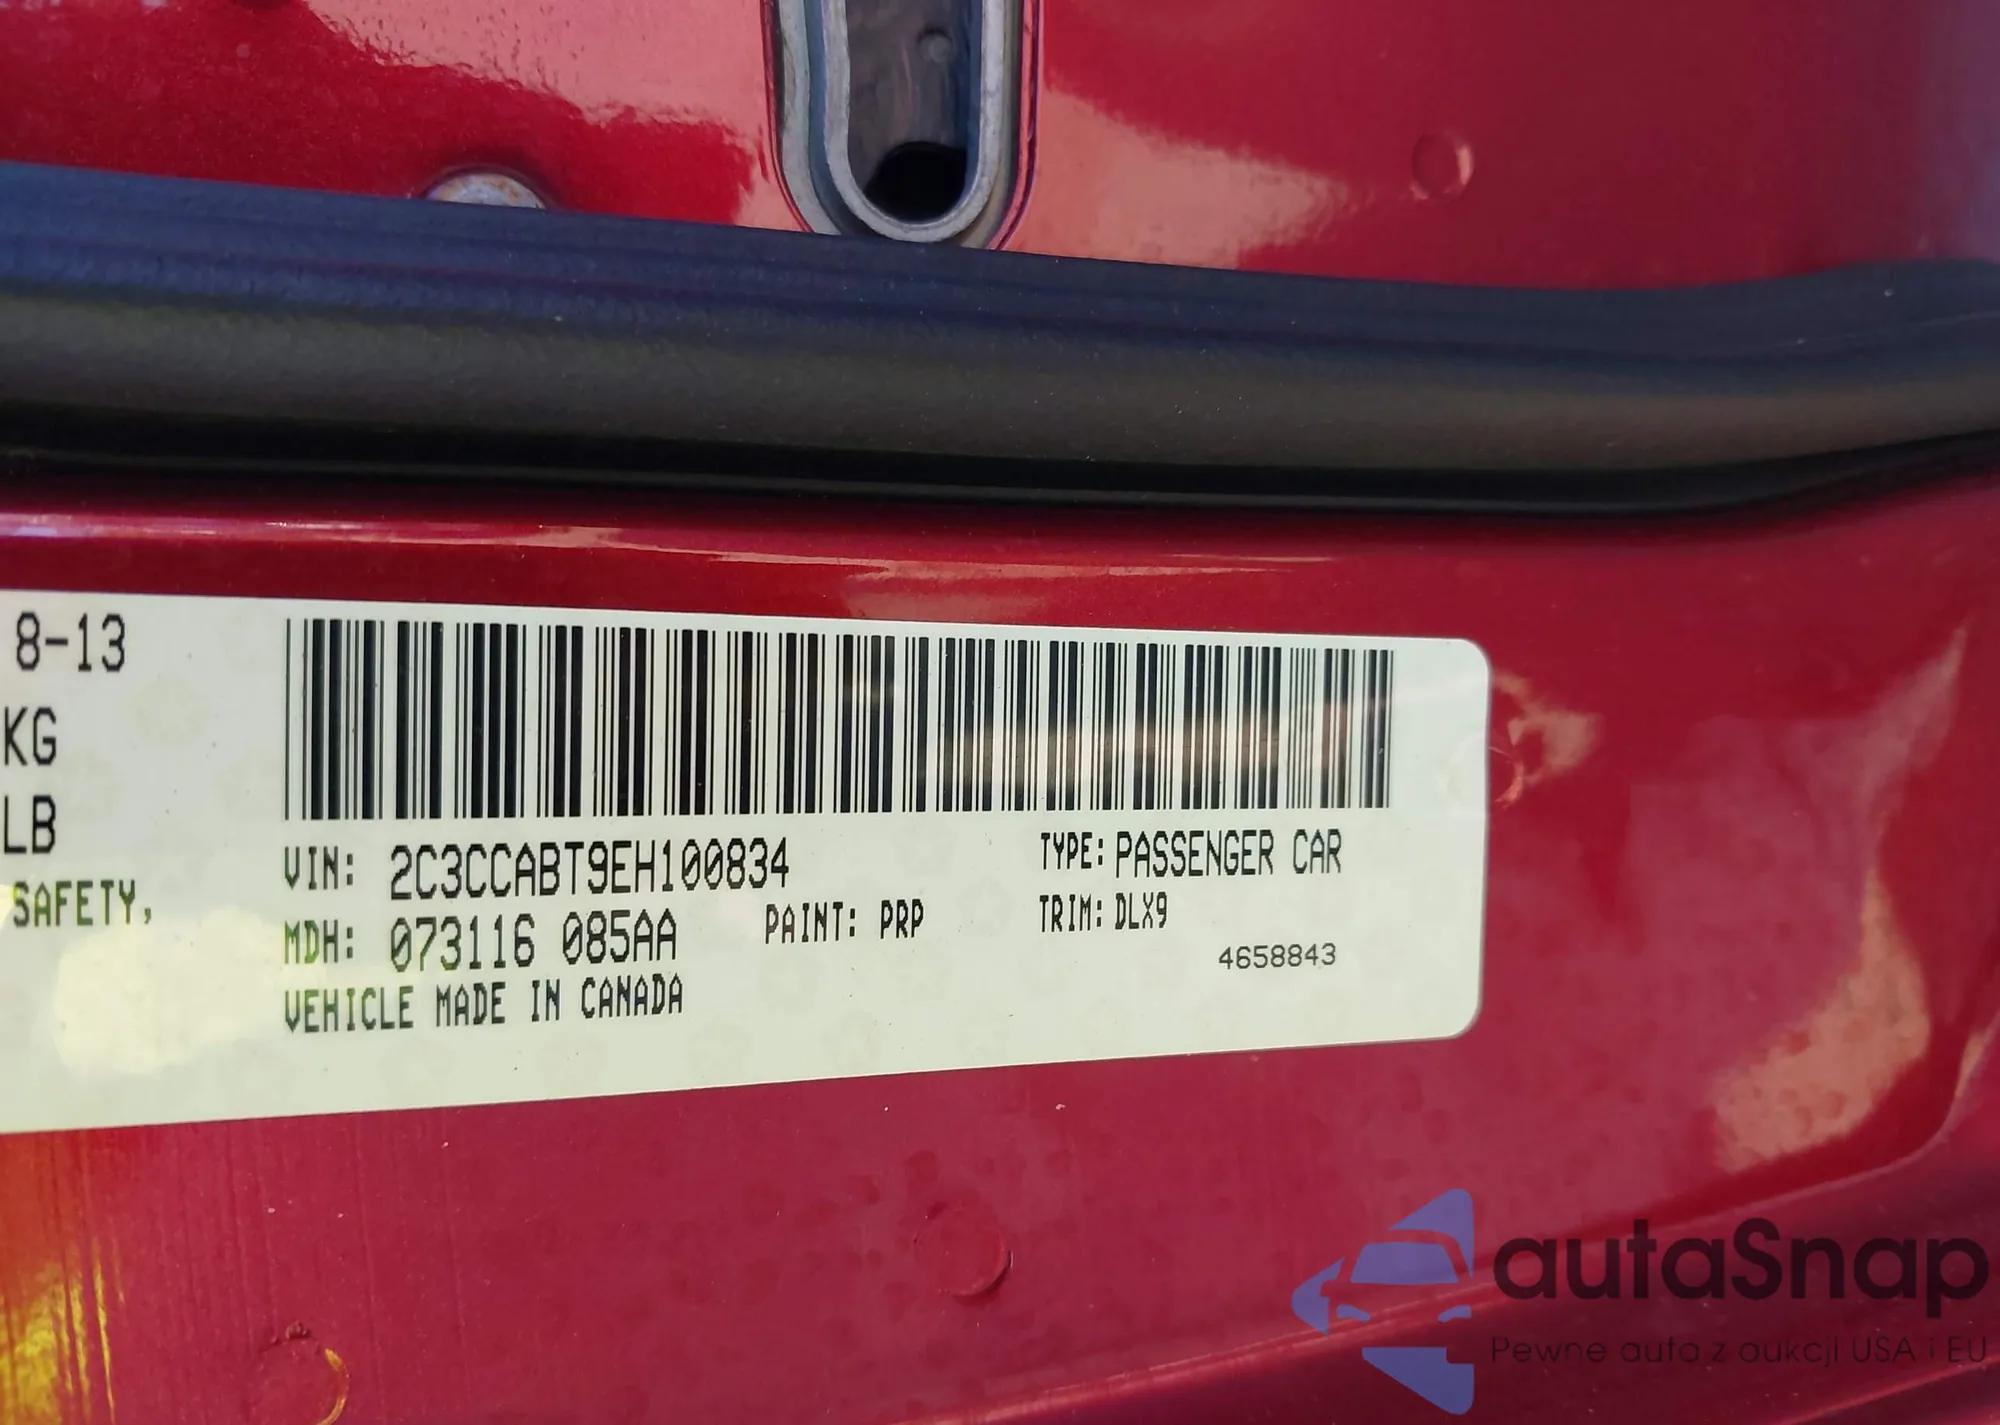 8-13
KG
LB
SAFETY,
VIN: 2C3CCABT9EH100834
TYPE: PASSENGER CAR
MDH: 073116 085AA
PAINT: PRP
TRIM: DLX9
4658843
VEHICLE MADE IN CANADA
autaSnap
Pewne auta z aukcji USA i EU